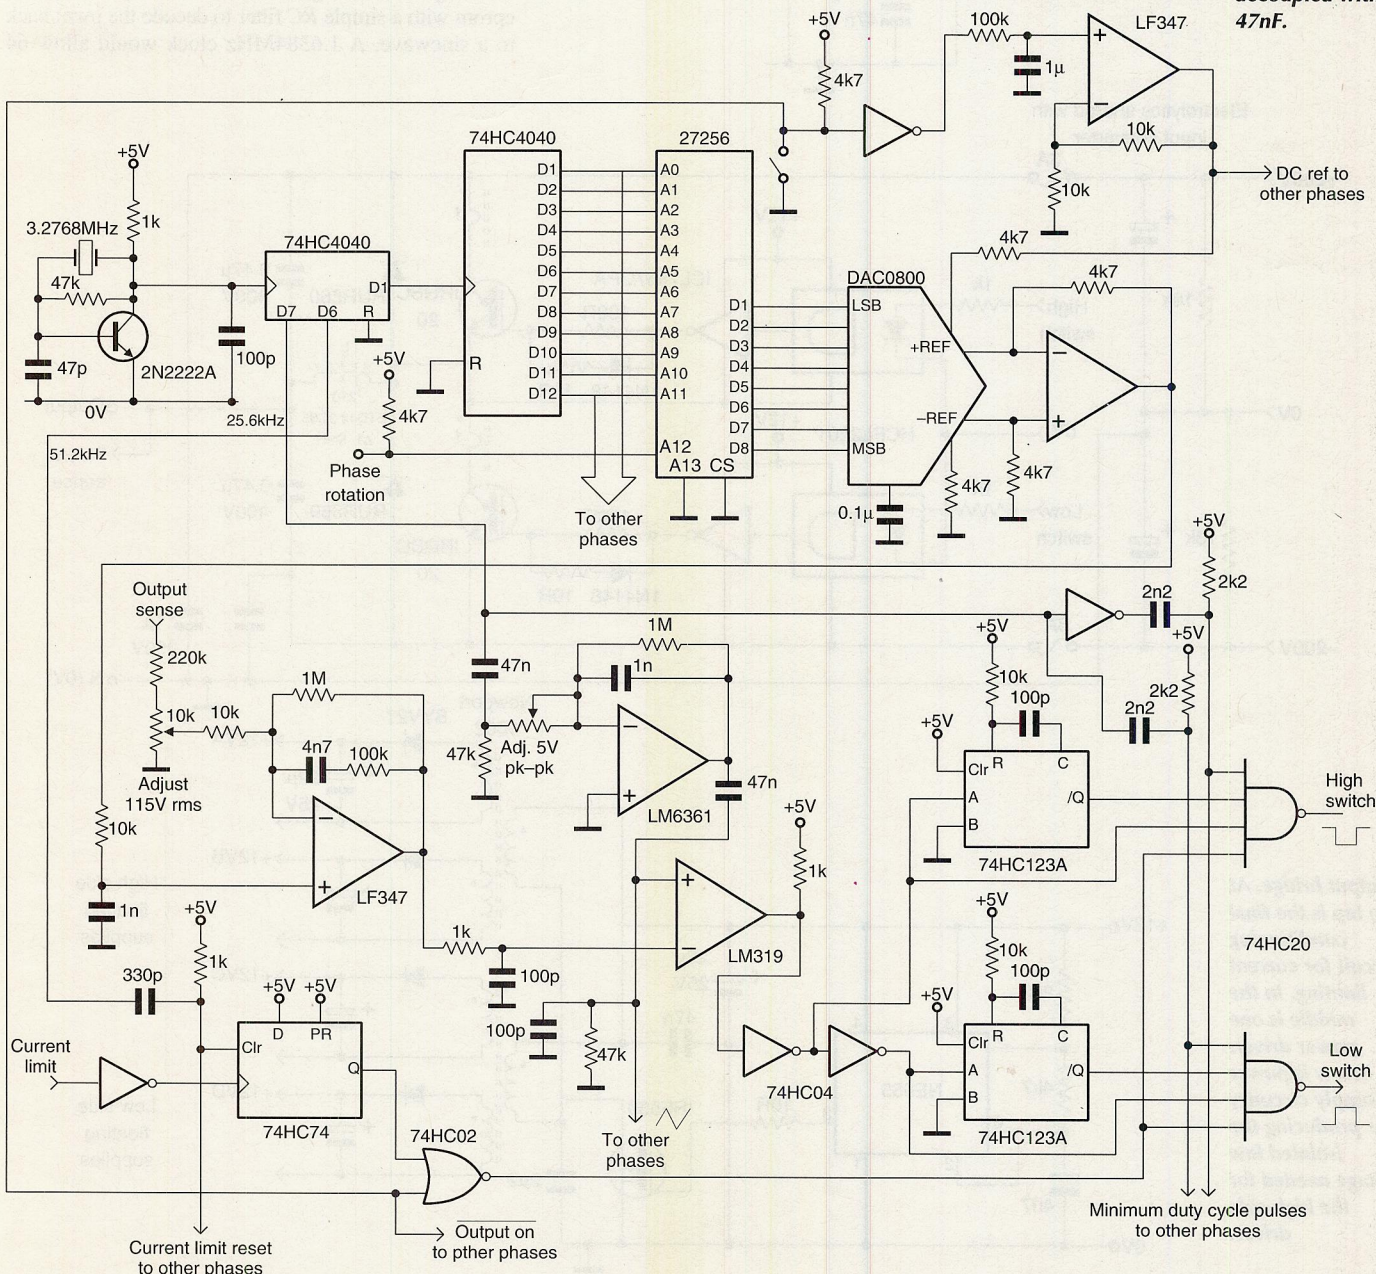 47nF.
+5V
100k
LF347
+
1µ
4k7
−
10k
10k
DC ref to
other phases
+5V
1k
3.2768MHz
47k
47p
2N2222A
0V
100p
74HC4040
D1
D7
D6
R
25.6kHz
51.2kHz
+5V
4k7
Phase
rotation
74HC4040
R
D1
D2
D3
D4
D5
D6
D7
D8
D9
D10
D11
D12
27256
A0
A1
A2
A3
A4
A5
A6
A7
A8
A9
A10
A11
A12
A13 CS
D1
D2
D3
D4
D5
D6
D7
D8
To other
phases
DAC0800
LSB
MSB
+REF
−REF
4k7
4k7
−
+
4k7
4k7
0.1µ
Output
sense
220k
10k
10k
Adjust
115V rms
1M
4n7
100k
−
+
LF347
10k
1n
47n
47k
Adj. 5V
pk–pk
1M
1n
−
+
LM6361
47n
+5V
1k
+
−
LM319
1k
100p
100p
47k
To other
phases
+5V
2k2
2n2
+5V
2k2
2n2
+5V
10k
100p
+5V
Clr
R
C
A
B
/Q
74HC123A
High
switch
74HC20
+5V
10k
100p
+5V
Clr
R
C
A
B
/Q
74HC123A
Low
switch
74HC04
+5V
1k
330p
+5V
+5V
D
PR
Clr
Q
74HC74
Current
limit
74HC02
Output on
to pther phases
Current limit reset
to other phases
Minimum duty cycle pulses
to other phases